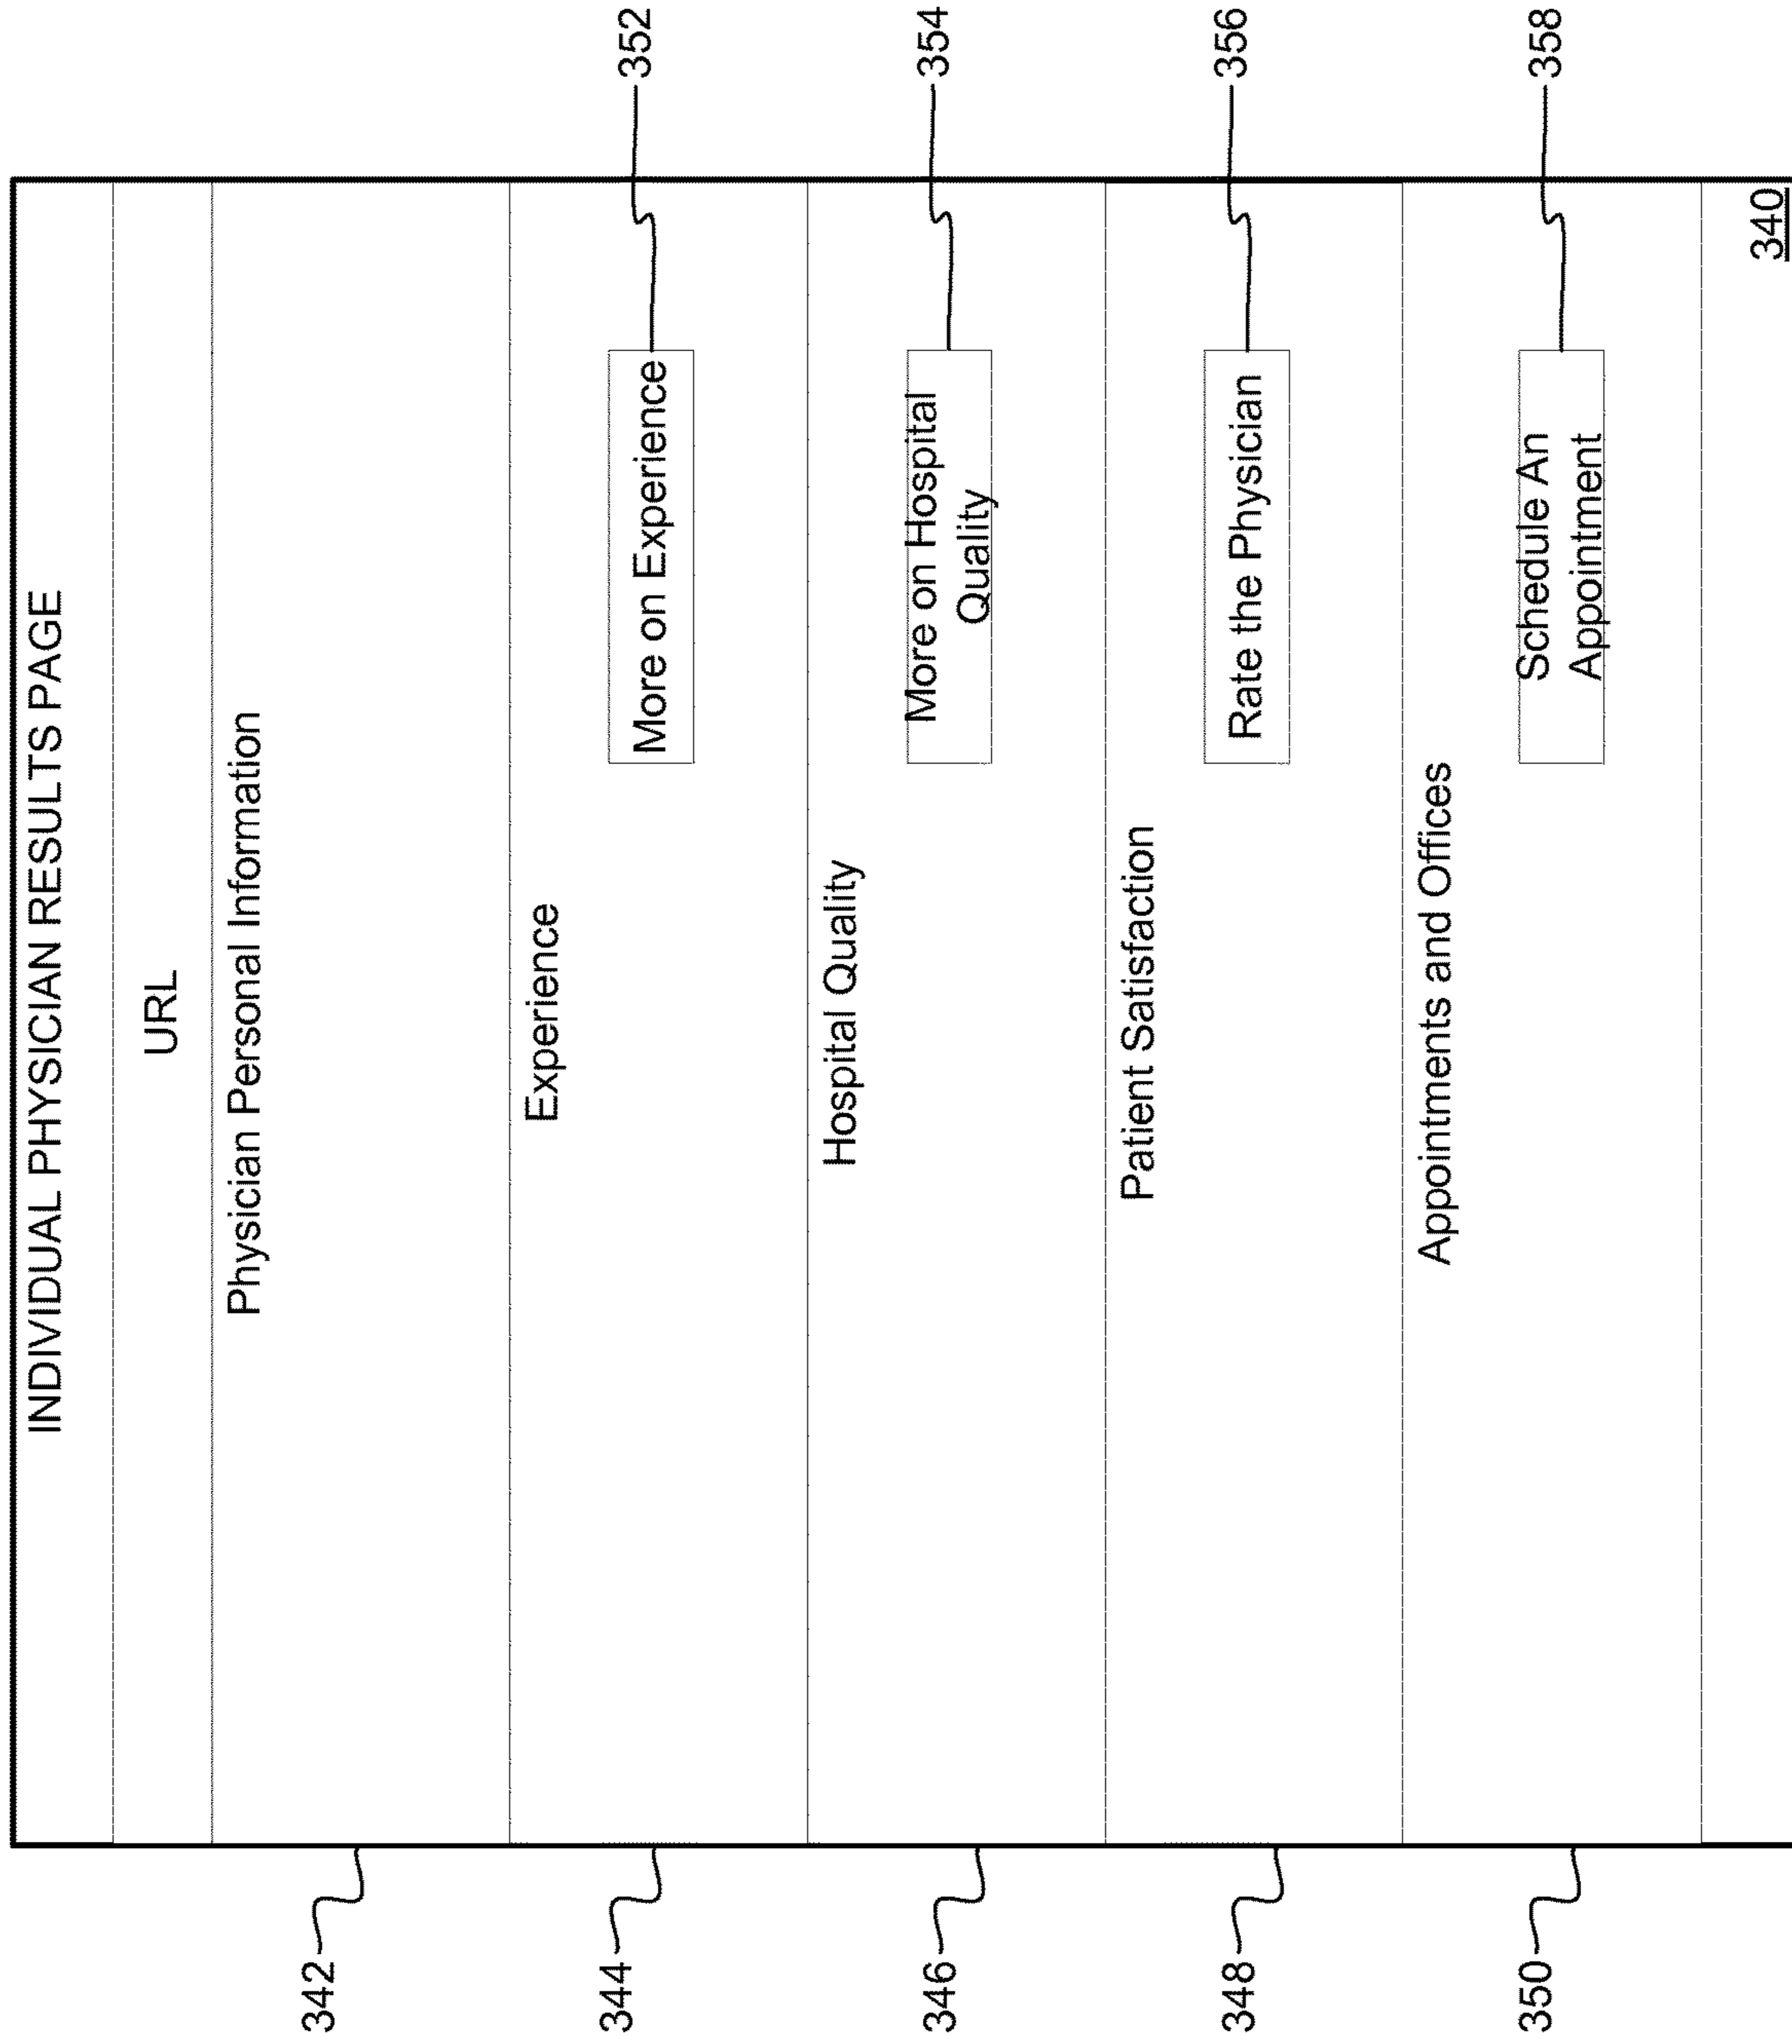 INDIVIDUAL PHYSICIAN RESULTS PAGE
URL
342
Physician Personal Information
344
Experience
More on Experience
352
346
Hospital Quality
More on Hospital
Quality
354
348
Patient Satisfaction
Rate the Physician
356
350
Appointments and Offices
Schedule An
Appointment
358
340